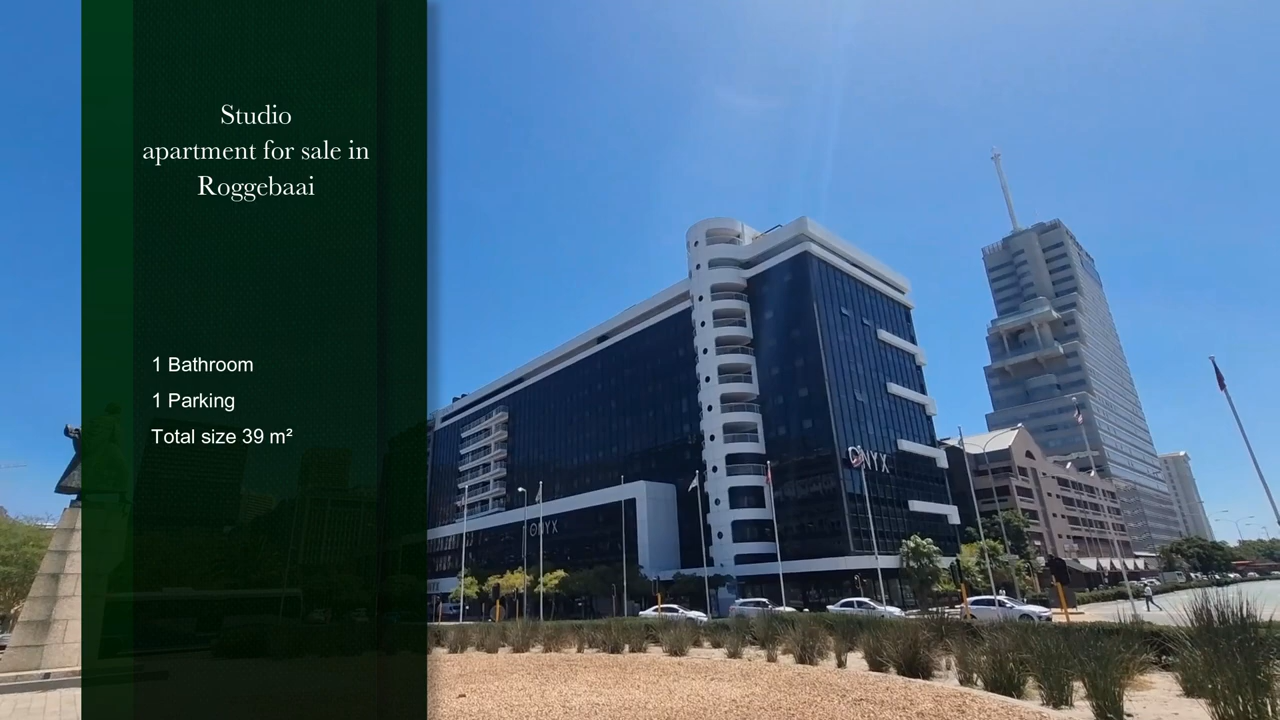 Studio
apartment for sale in
Roggebaai
1 Bathroom
1 Parking
Total size 39 m²
ONYX
ONYX